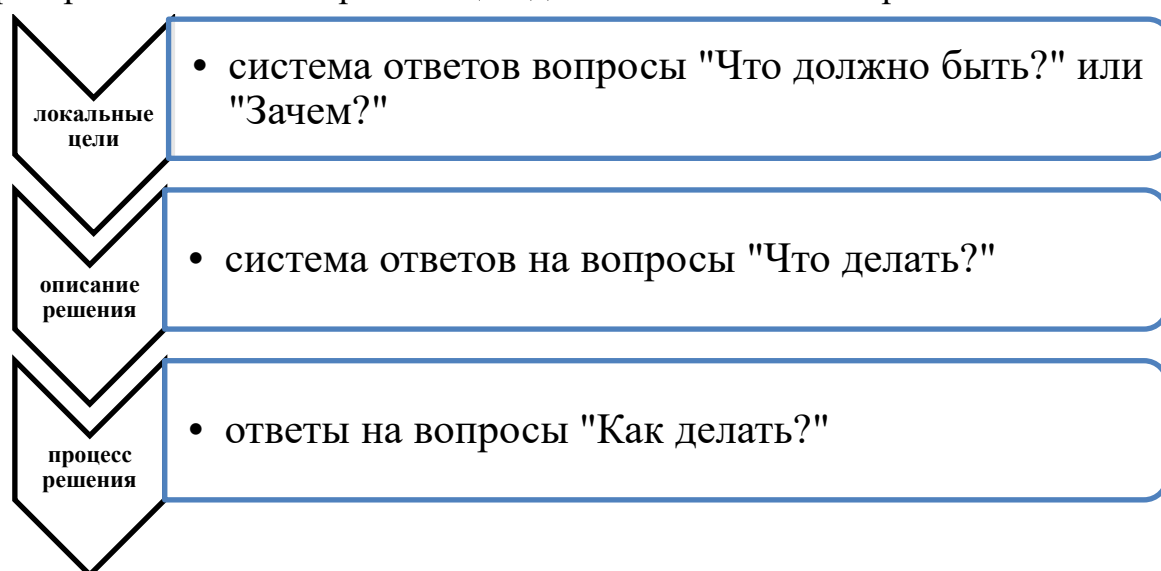 локальные
цели
• система ответов вопросы "Что должно быть?" или
"Зачем?"
описание
решения
• система ответов на вопросы "Что делать?"
процесс
решения
• ответы на вопросы "Как делать?"